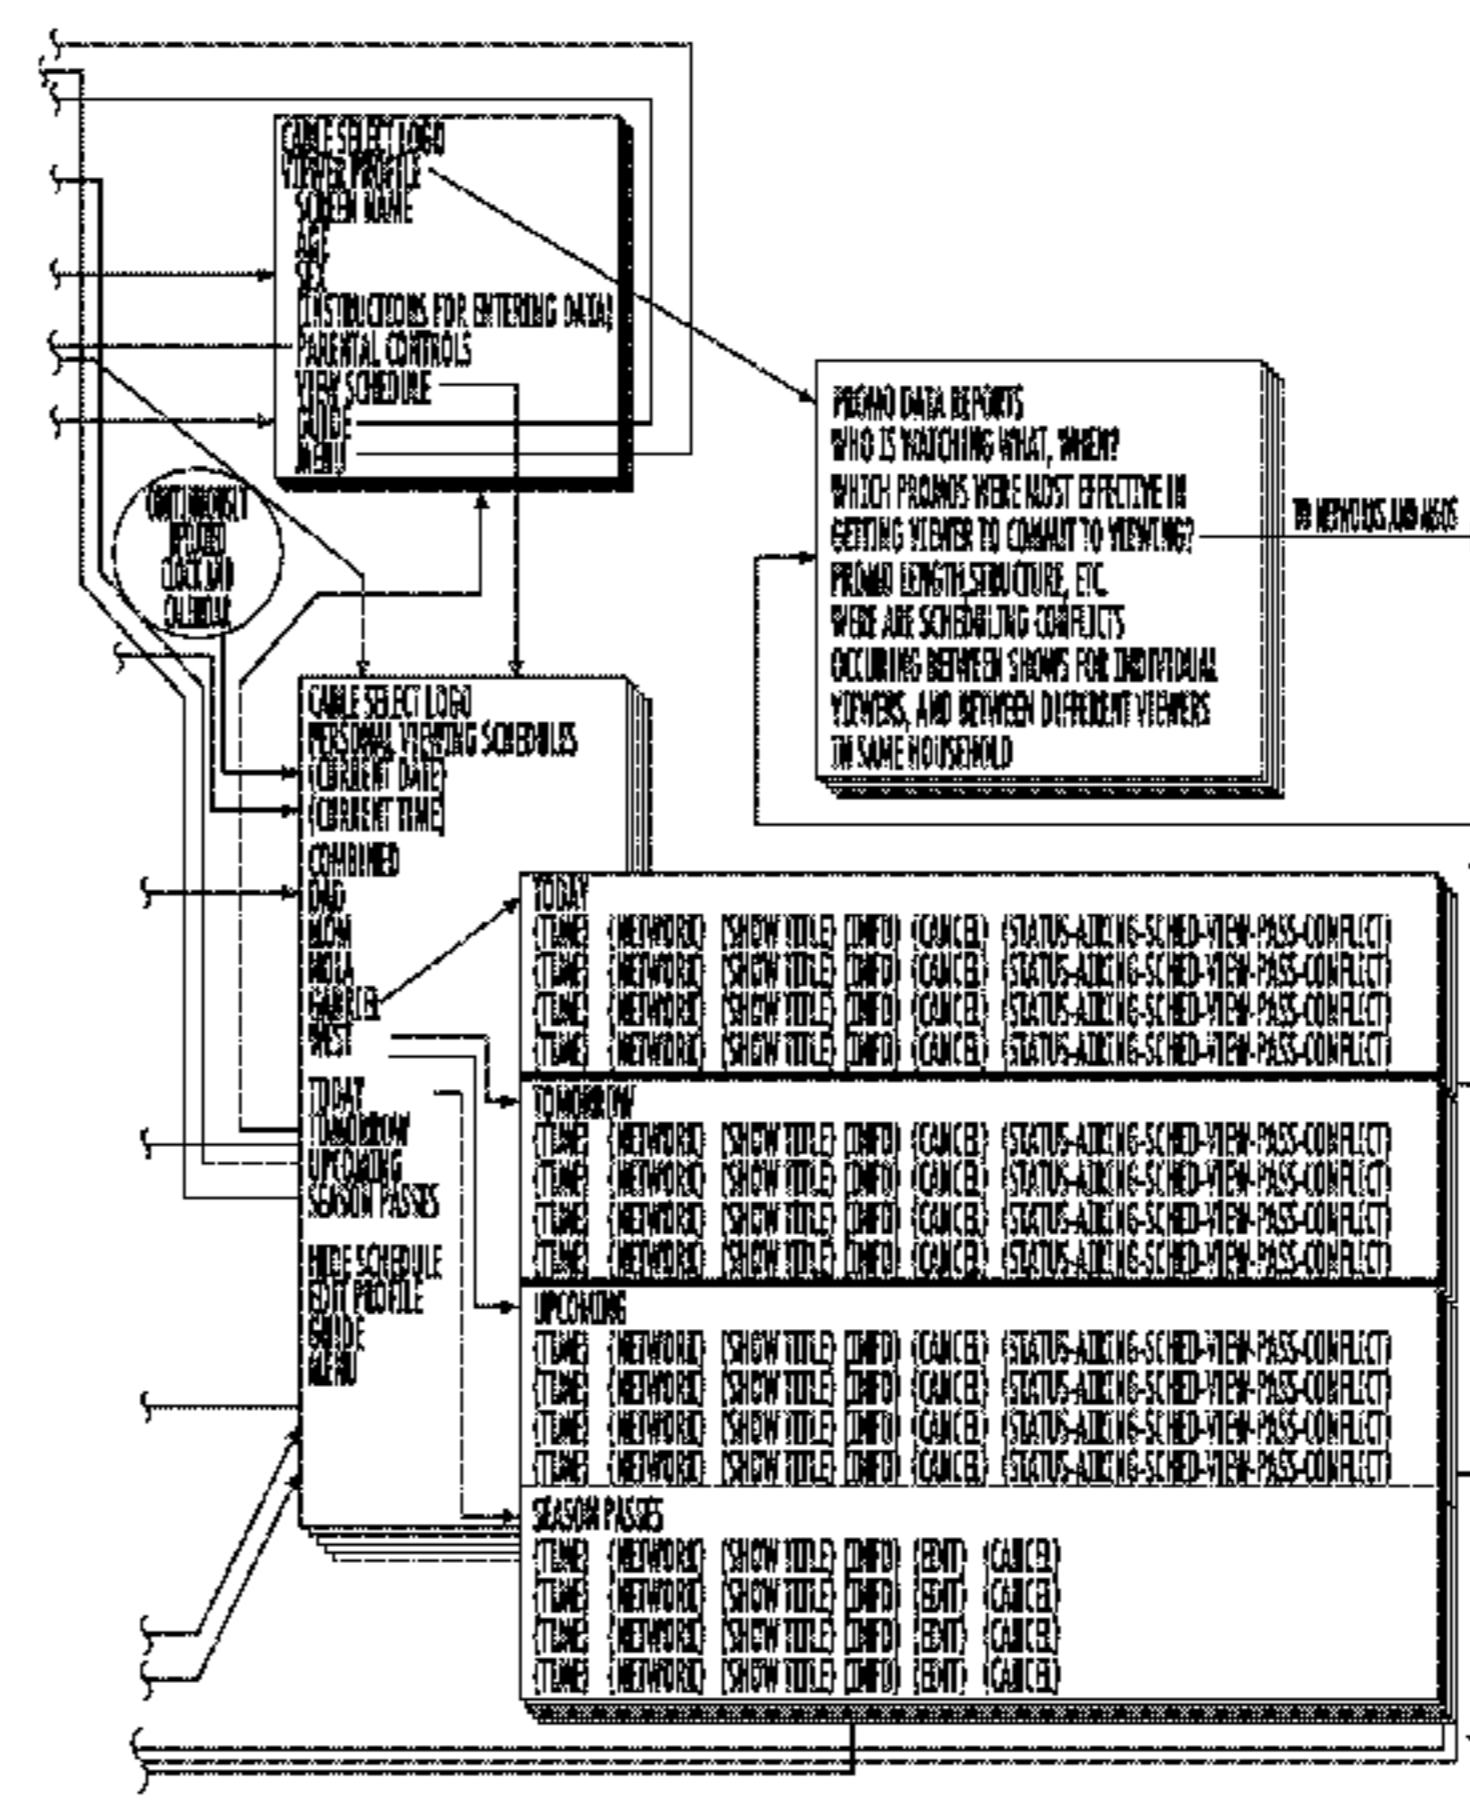 CABLE SELECT LOGO
VIEWER PROFILE
SCREEN NAME
AGE
SEX
(INSTRUCTIONS FOR ENTERING DATA)
PARENTAL CONTROLS
VIEW SCHEDULE
GUIDE
MENU
CONTINUOUSLY
UPDATED
CLOCK AND
CALENDAR
PROMO DATA REPORTS
WHO IS WATCHING WHAT, WHEN?
WHICH PROMOS WERE MOST EFFECTIVE IN
GETTING VIEWER TO COMMIT TO VIEWING?
PROMO LENGTH, STRUCTURE, ETC.
WERE ARE SCHEDULING CONFLICTS
OCCURING BETWEEN SHOWS FOR INDIVIDUAL
VIEWERS, AND BETWEEN DIFFERENT VIEWERS
IN SAME HOUSEHOLD
TO NETWORKS AND MSOS
CABLE SELECT LOGO
PERSONAL VIEWING SCHEDULES
(CURRENT DATE)
(CURRENT TIME)
COMBINED
DAD
MOM
GABRIEL
TODAY
TOMORROW
UPCOMING
SEASON PASSES
HIDE SCHEDULE
EDIT PROFILE
GUIDE
MENU
TODAY
(TIME) (NETWORK) (SHOW TITLE) (INFO) (CANCEL) (STATUS-AIRING-SCHED-VIEW-PASS-CONFLICT)
(TIME) (NETWORK) (SHOW TITLE) (INFO) (CANCEL) (STATUS-AIRING-SCHED-VIEW-PASS-CONFLICT)
(TIME) (NETWORK) (SHOW TITLE) (INFO) (CANCEL) (STATUS-AIRING-SCHED-VIEW-PASS-CONFLICT)
(TIME) (NETWORK) (SHOW TITLE) (INFO) (CANCEL) (STATUS-AIRING-SCHED-VIEW-PASS-CONFLICT)
TOMORROW
(TIME) (NETWORK) (SHOW TITLE) (INFO) (CANCEL) (STATUS-AIRING-SCHED-VIEW-PASS-CONFLICT)
(TIME) (NETWORK) (SHOW TITLE) (INFO) (CANCEL) (STATUS-AIRING-SCHED-VIEW-PASS-CONFLICT)
(TIME) (NETWORK) (SHOW TITLE) (INFO) (CANCEL) (STATUS-AIRING-SCHED-VIEW-PASS-CONFLICT)
(TIME) (NETWORK) (SHOW TITLE) (INFO) (CANCEL) (STATUS-AIRING-SCHED-VIEW-PASS-CONFLICT)
UPCOMING
(TIME) (NETWORK) (SHOW TITLE) (INFO) (CANCEL) (STATUS-AIRING-SCHED-VIEW-PASS-CONFLICT)
(TIME) (NETWORK) (SHOW TITLE) (INFO) (CANCEL) (STATUS-AIRING-SCHED-VIEW-PASS-CONFLICT)
(TIME) (NETWORK) (SHOW TITLE) (INFO) (CANCEL) (STATUS-AIRING-SCHED-VIEW-PASS-CONFLICT)
(TIME) (NETWORK) (SHOW TITLE) (INFO) (CANCEL) (STATUS-AIRING-SCHED-VIEW-PASS-CONFLICT)
SEASON PASSES
(TIME) (NETWORK) (SHOW TITLE) (INFO) (EDIT) (CANCEL)
(TIME) (NETWORK) (SHOW TITLE) (INFO) (EDIT) (CANCEL)
(TIME) (NETWORK) (SHOW TITLE) (INFO) (EDIT) (CANCEL)
(TIME) (NETWORK) (SHOW TITLE) (INFO) (EDIT) (CANCEL)